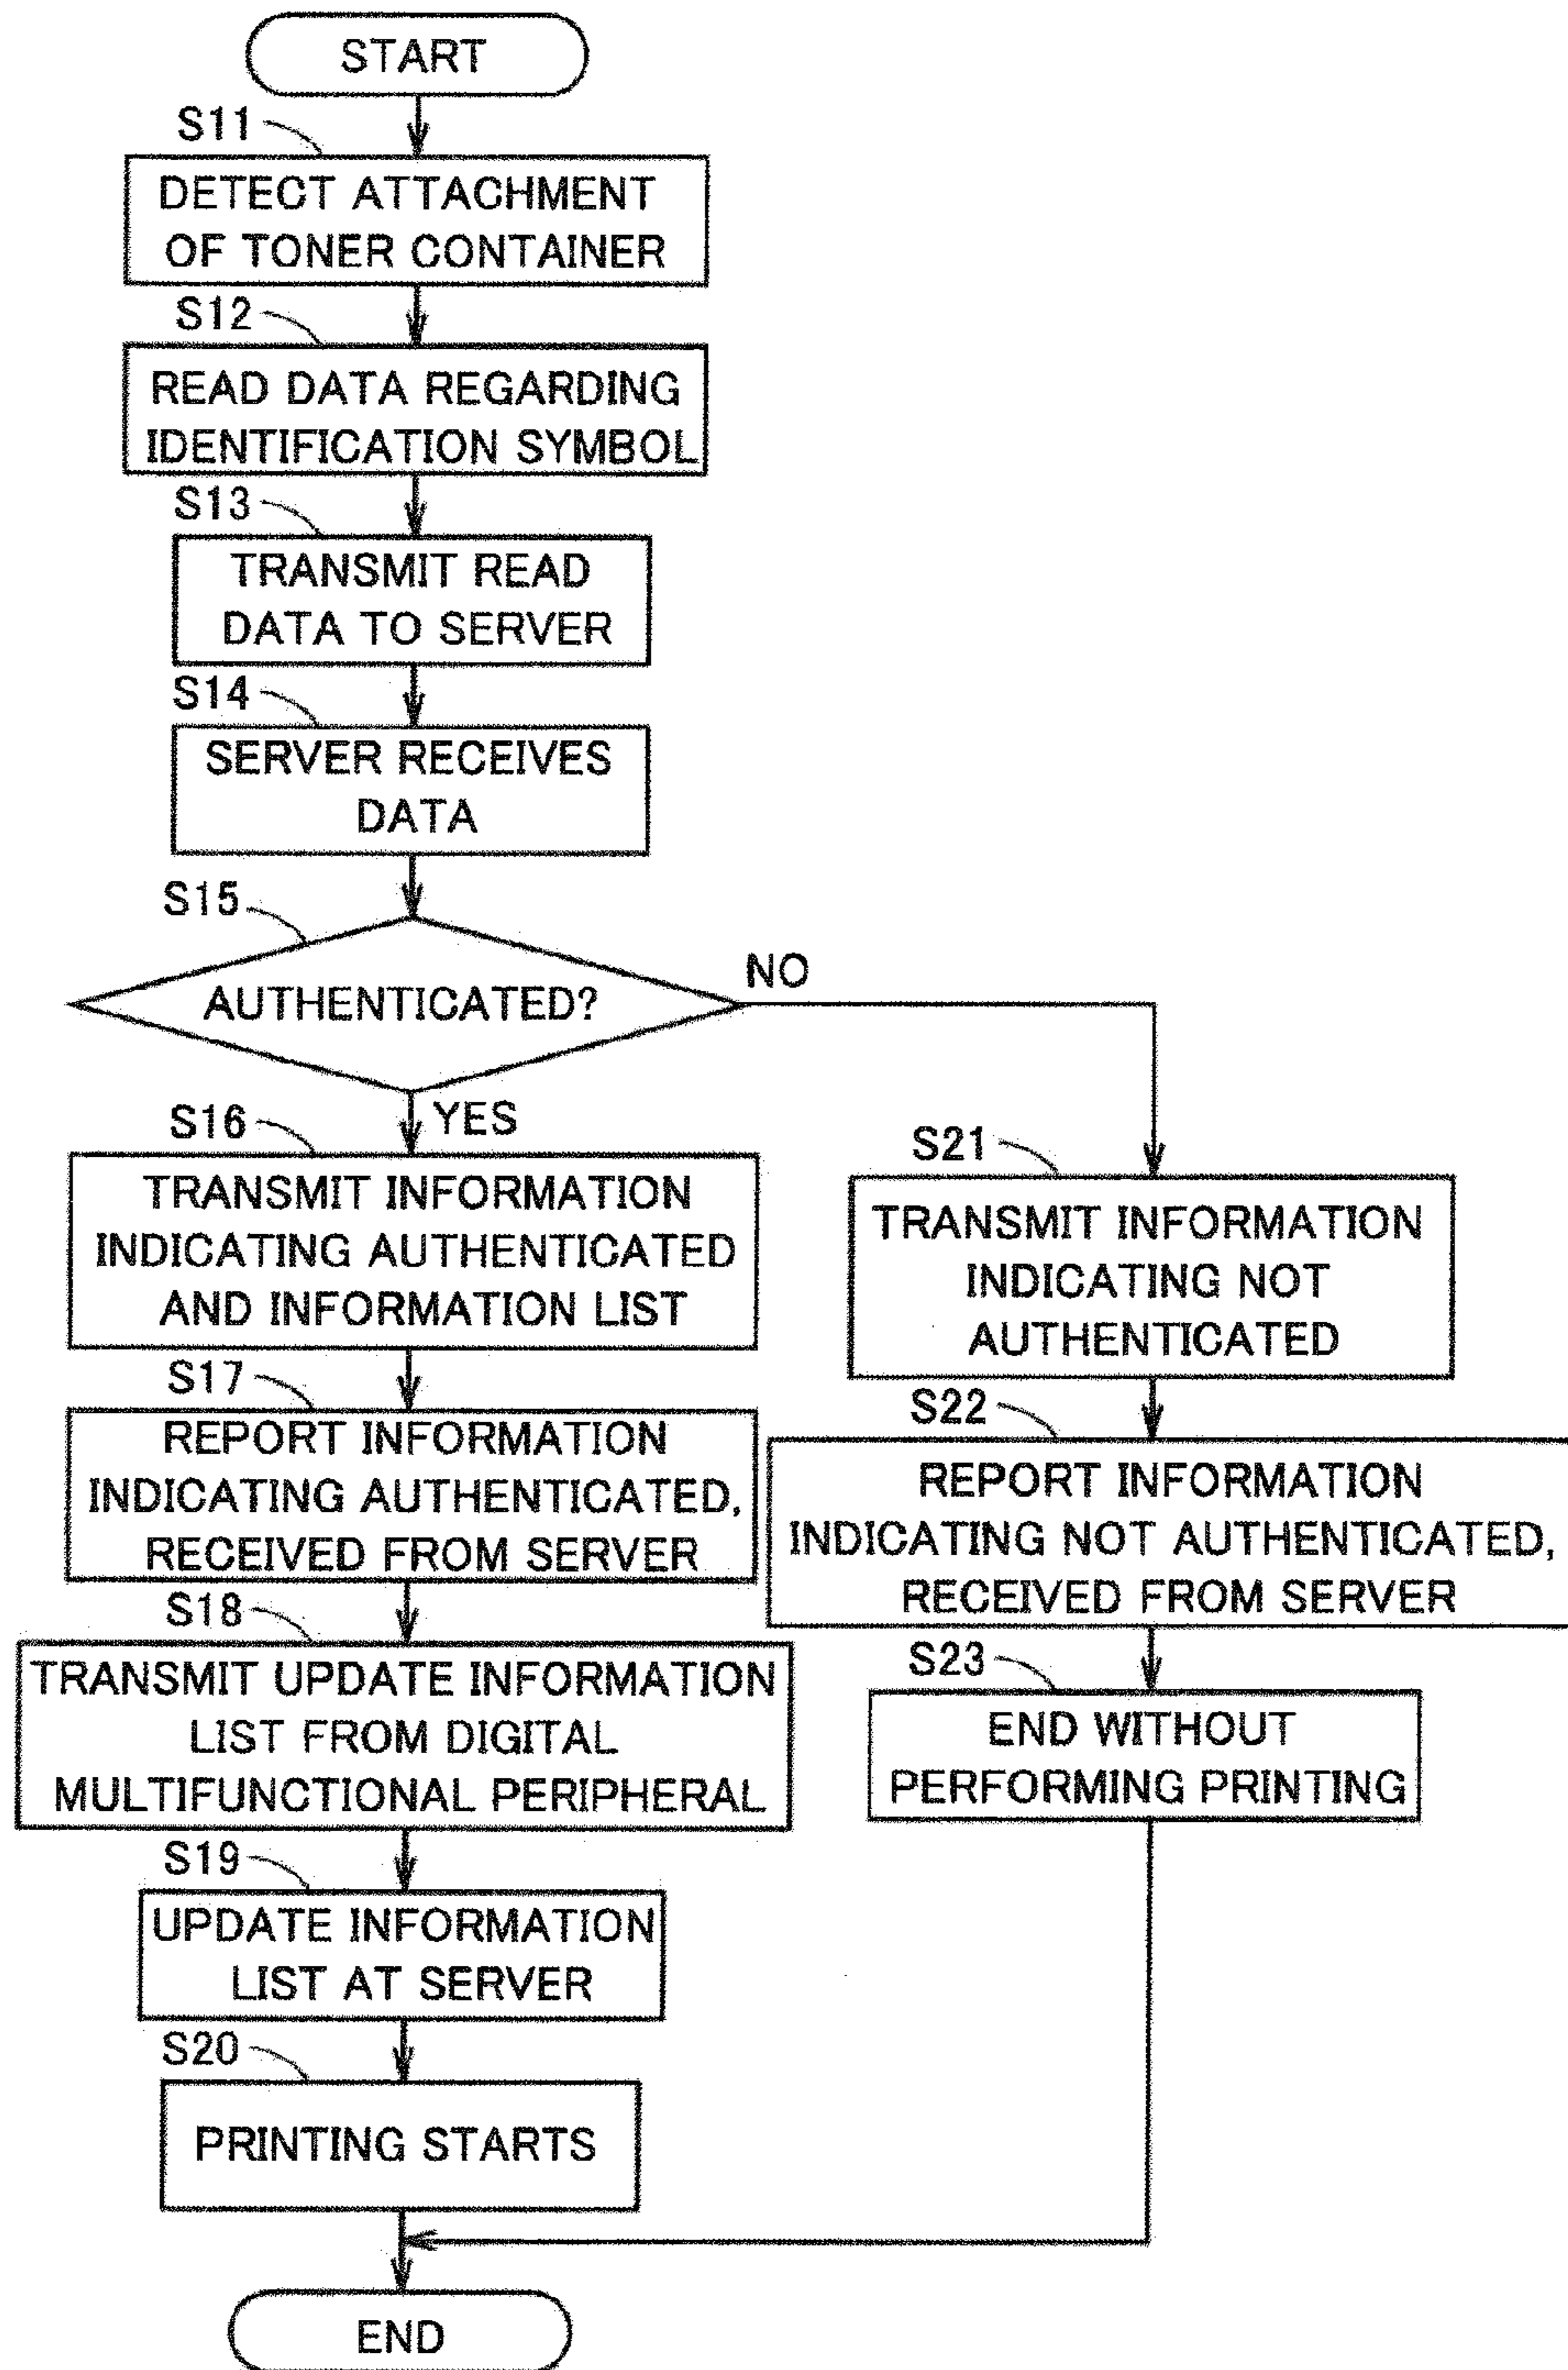 START
S11
DETECT ATTACHMENT
OF TONER CONTAINER
S12
READ DATA REGARDING
IDENTIFICATION SYMBOL
S13
TRANSMIT READ
DATA TO SERVER
S14
SERVER RECEIVES
DATA
S15
AUTHENTICATED?
NO
YES
S16
TRANSMIT INFORMATION
INDICATING AUTHENTICATED
AND INFORMATION LIST
S17
REPORT INFORMATION
INDICATING AUTHENTICATED,
RECEIVED FROM SERVER
S18
TRANSMIT UPDATE INFORMATION
LIST FROM DIGITAL
MULTIFUNCTIONAL PERIPHERAL
S19
UPDATE INFORMATION
LIST AT SERVER
S20
PRINTING STARTS
S21
TRANSMIT INFORMATION
INDICATING NOT
AUTHENTICATED
S22
REPORT INFORMATION
INDICATING NOT AUTHENTICATED,
RECEIVED FROM SERVER
S23
END WITHOUT
PERFORMING PRINTING
END